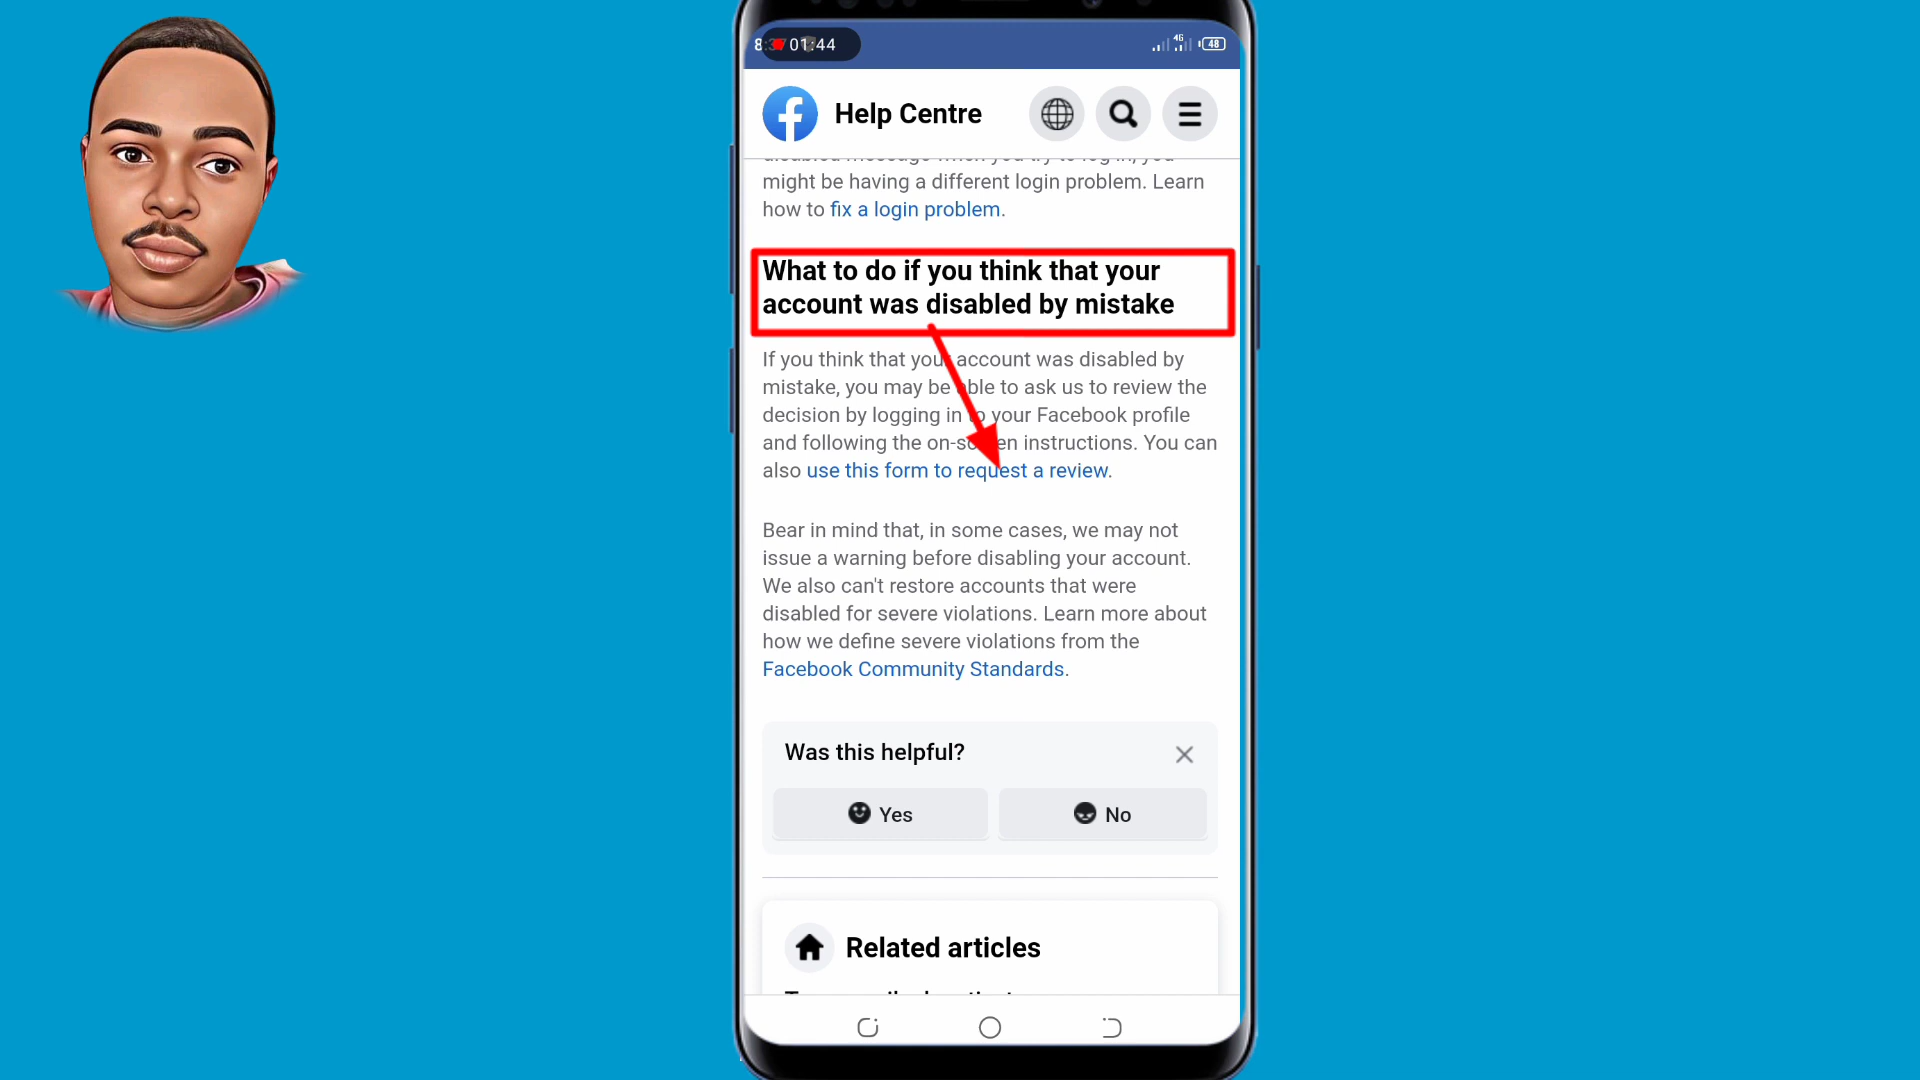 01:44
4G
48
Help Centre
might be having a different login problem. Learn
how to fix a login problem.
What to do if you think that your
account was disabled by mistake
If you think that your account was disabled by
mistake, you may be able to ask us to review the
decision by logging in to your Facebook profile
and following the on-screen instructions. You can
also use this form to request a review.
Bear in mind that, in some cases, we may not
issue a warning before disabling your account.
We also can't restore accounts that were
disabled for severe violations. Learn more about
how we define severe violations from the
Facebook Community Standards.
Was this helpful?
Yes
No
Related articles